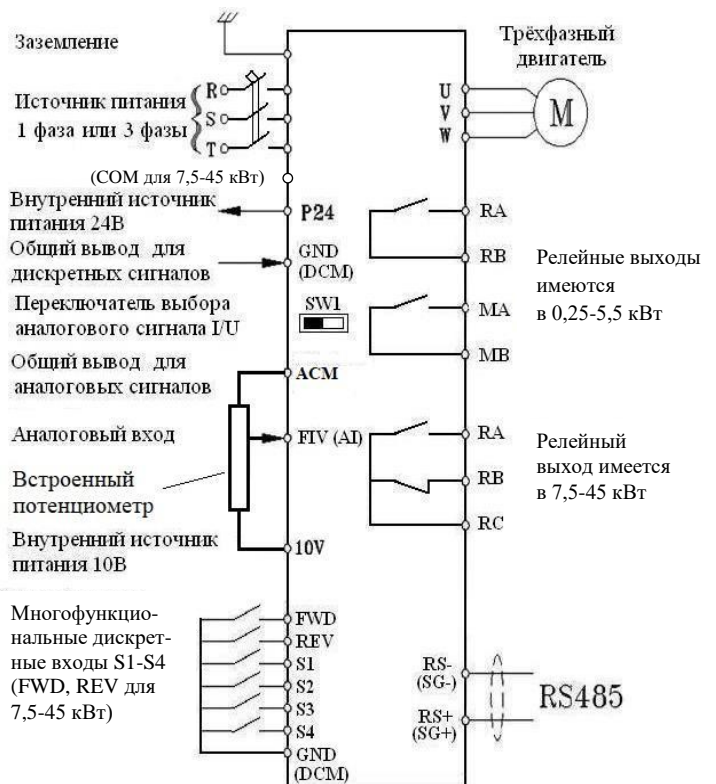 Заземление
Источник питания
1 фаза или 3 фазы
R
S
T
(COM для 7,5-45 кВт)
Внутренний источник
питания 24В
P24
Общий вывод для
дискретных сигналов
GND
(DCM)
Переключатель выбора
аналогового сигнала I/U
SW1
Общий вывод для
аналоговых сигналов
ACM
Аналоговый вход
FIV (AI)
Встроенный
потенциометр
Внутренний источник
питания 10В
10V
Многофункцио-
нальные дискрет-
ные входы S1-S4
(FWD, REV для
7,5-45 кВт)
FWD
REV
S1
S2
S3
S4
GND
(DCM)
Трёхфазный
двигатель
U
V
W
M
RA
RB
MA
MB
Релейные выходы
имеются
в 0,25-5,5 кВт
RA
RB
RC
Релейный
выход имеется
в 7,5-45 кВт
RS-
(SG-)
RS+
(SG+)
RS485